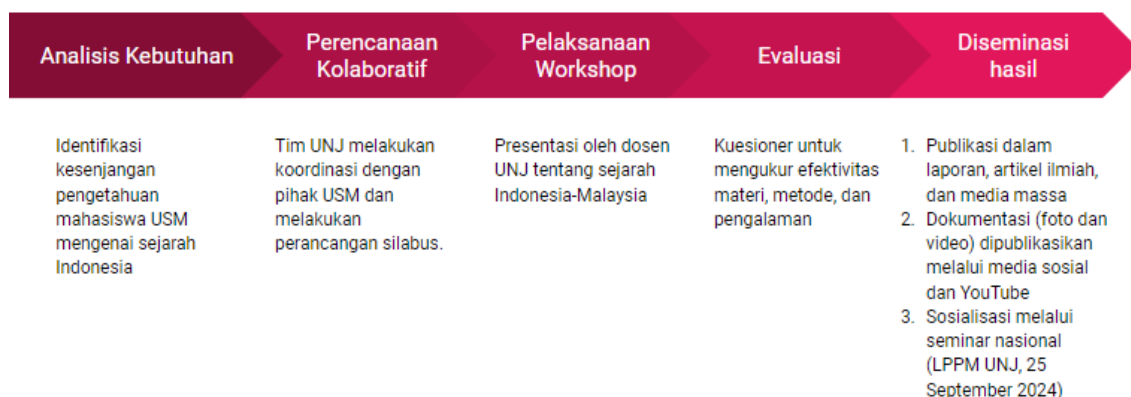 Analisis Kebutuhan
Perencanaan
Kolaboratif
Pelaksanaan
Workshop
Evaluasi
Diseminasi
hasil
Identifikasi
kesenjangan
pengetahuan
mahasiswa USM
mengenai sejarah
Indonesia
Tim UNJ melakukan
koordinasi dengan
pihak USM dan
melakukan
perancangan silabus.
Presentasi oleh dosen
UNJ tentang sejarah
Indonesia-Malaysia
Kuesioner untuk
mengukur efektivitas
materi, metode, dan
pengalaman
1. Publikasi dalam
laporan, artikel ilmiah,
dan media massa
2. Dokumentasi (foto dan
video) dipublikasikan
melalui media sosial
dan YouTube
3. Sosialisasi melalui
seminar nasional
(LPPM UNJ, 25
September 2024)